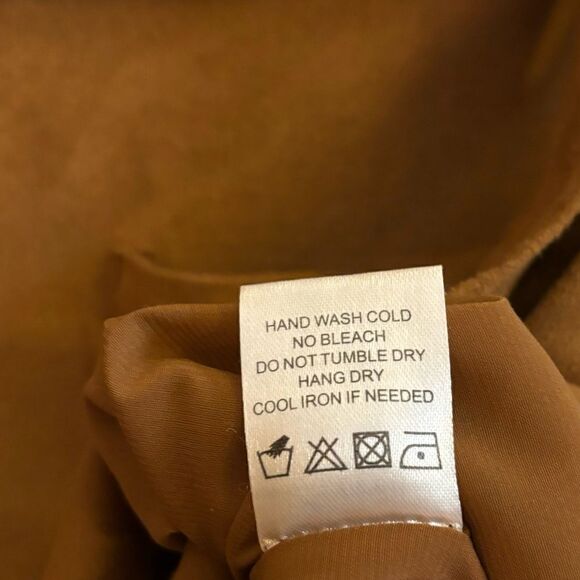 HAND WASH COLD
NO BLEACH
DO NOT TUMBLE DRY
HANG DRY
COOL IRON IF NEEDED